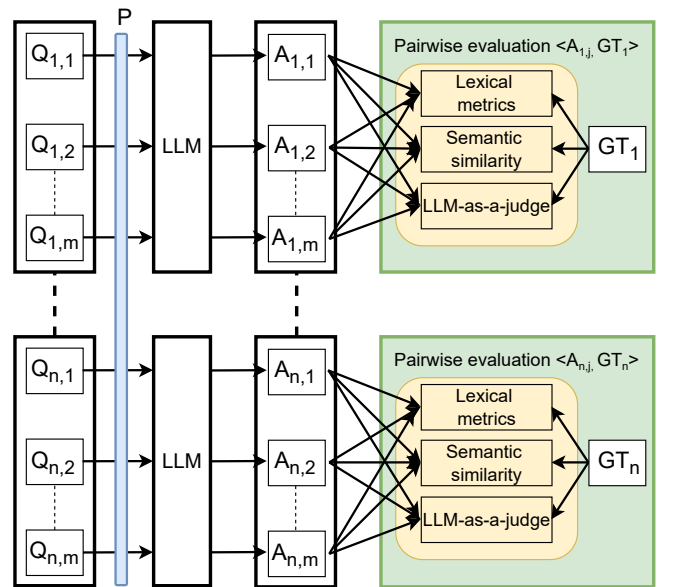 P
Q1,1
Q1,2
Q1,m
LLM
A1,1
A1,2
A1,m
Pairwise evaluation <A1,j, GT1>
Lexical
metrics
Semantic
similarity
LLM-as-a-judge
GT1
Qn,1
Qn,2
Qn,m
LLM
An,1
An,2
An,m
Pairwise evaluation <An,j, GTn>
Lexical
metrics
Semantic
similarity
LLM-as-a-judge
GTn